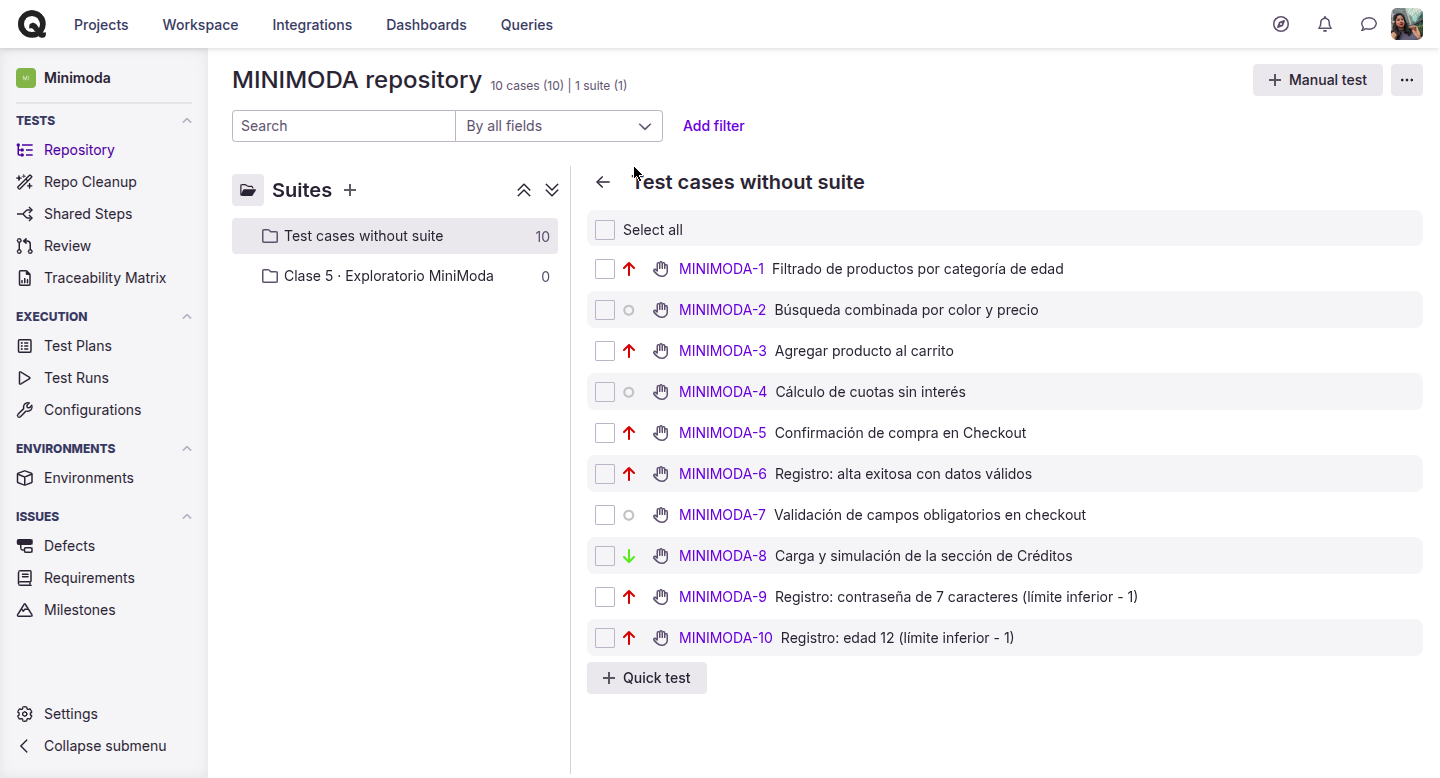 Projects Workspace Integrations Dashboards Queries
Minimoda
TESTS
Repository
Repo Cleanup
Shared Steps
Review
Traceability Matrix
EXECUTION
Test Plans
Test Runs
Configurations
ENVIRONMENTS
Environments
ISSUES
Defects
Requirements
Milestones
Settings
Collapse submenu
MINIMODA repository 10 cases (10) | 1 suite (1)
Manual test
Search By all fields Add filter
Suites
Test cases without suite 10
Clase 5 · Exploratorio MiniModa 0
Test cases without suite
Select all
MINIMODA-1 Filtrado de productos por categoría de edad
MINIMODA-2 Búsqueda combinada por color y precio
MINIMODA-3 Agregar producto al carrito
MINIMODA-4 Cálculo de cuotas sin interés
MINIMODA-5 Confirmación de compra en Checkout
MINIMODA-6 Registro: alta exitosa con datos válidos
MINIMODA-7 Validación de campos obligatorios en checkout
MINIMODA-8 Carga y simulación de la sección de Créditos
MINIMODA-9 Registro: contraseña de 7 caracteres (límite inferior - 1)
MINIMODA-10 Registro: edad 12 (límite inferior - 1)
Quick test